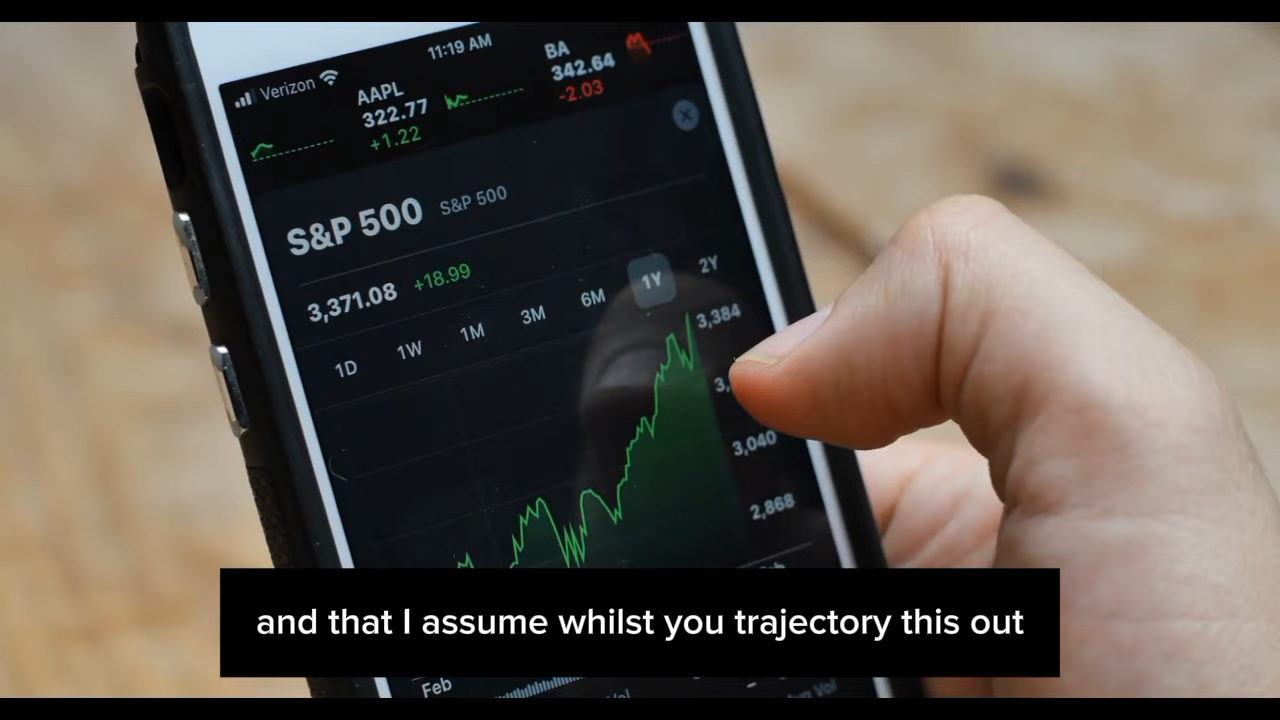 Verizon
11:19 AM
AAPL
322.77
+1.22
BA
342.64
-2.03
S&P 500 S&P 500
3,371.08 +18.99
1D 1W 1M 3M 6M 1Y 2Y
3,384
3,040
2,868
and that I assume whilst you trajectory this out
Feb
Vol
Vol